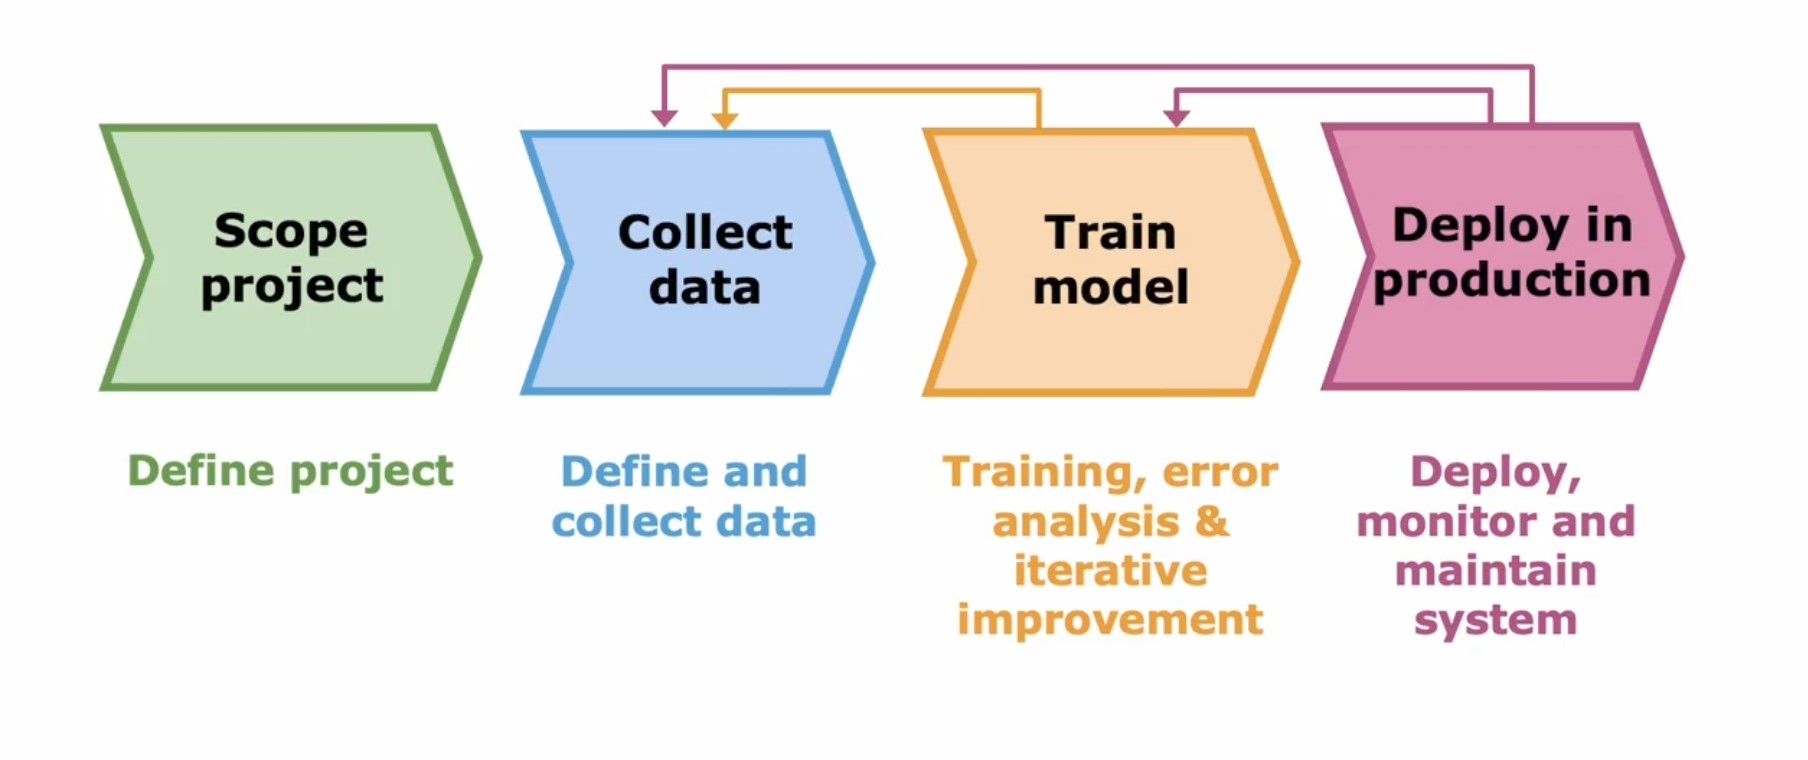 Scope
project
Collect
data
Train
model
Deploy in
production
Define project
Define and
collect data
Training, error
analysis &
iterative
improvement
Deploy,
monitor and
maintain
system